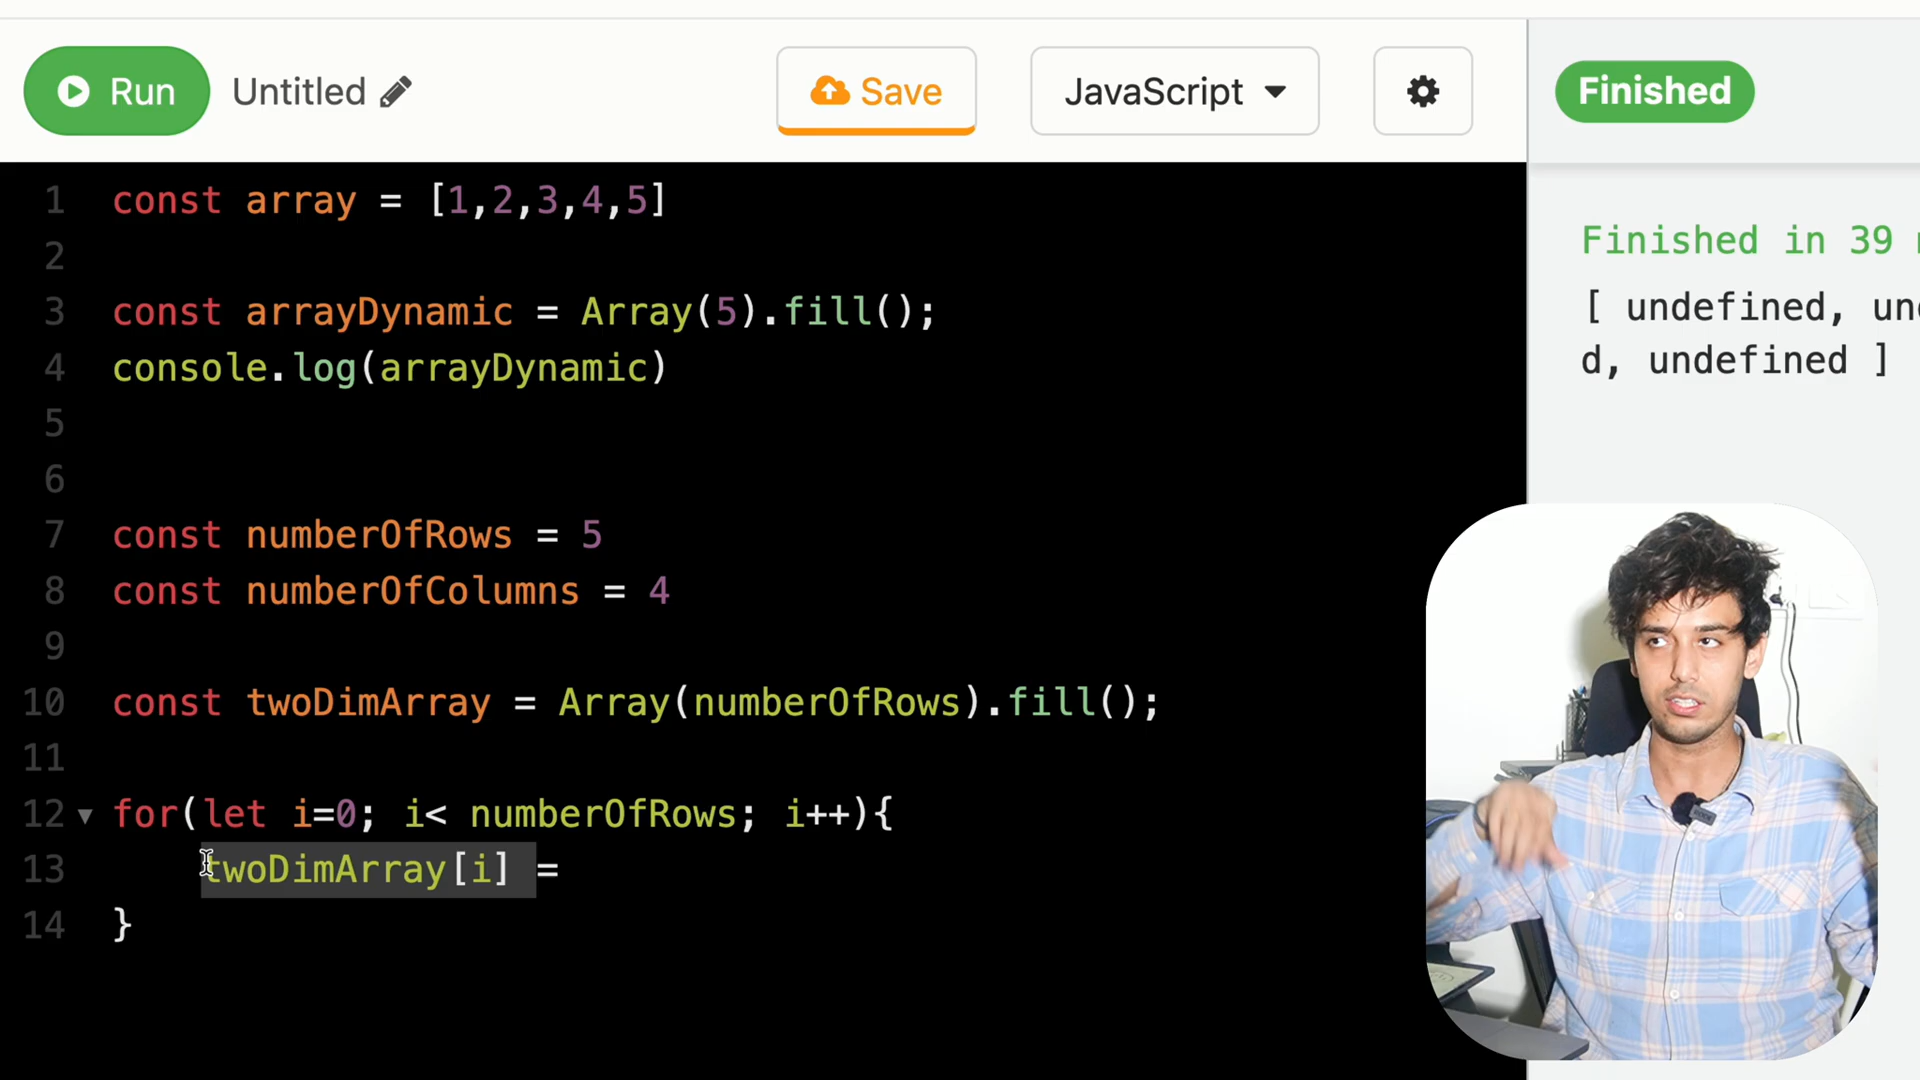 Run Untitled Save JavaScript Finished
1 const array = [1,2,3,4,5]
2
3 const arrayDynamic = Array(5).fill();
4 console.log(arrayDynamic)
5
6
7 const numberOfRows = 5
8 const numberOfColumns = 4
9
10 const twoDimArray = Array(numberOfRows).fill();
11
12 for(let i=0; i< numberOfRows; i++){
13 twoDimArray[i] =
14 }
Finished in 39
[ undefined, un
d, undefined ]